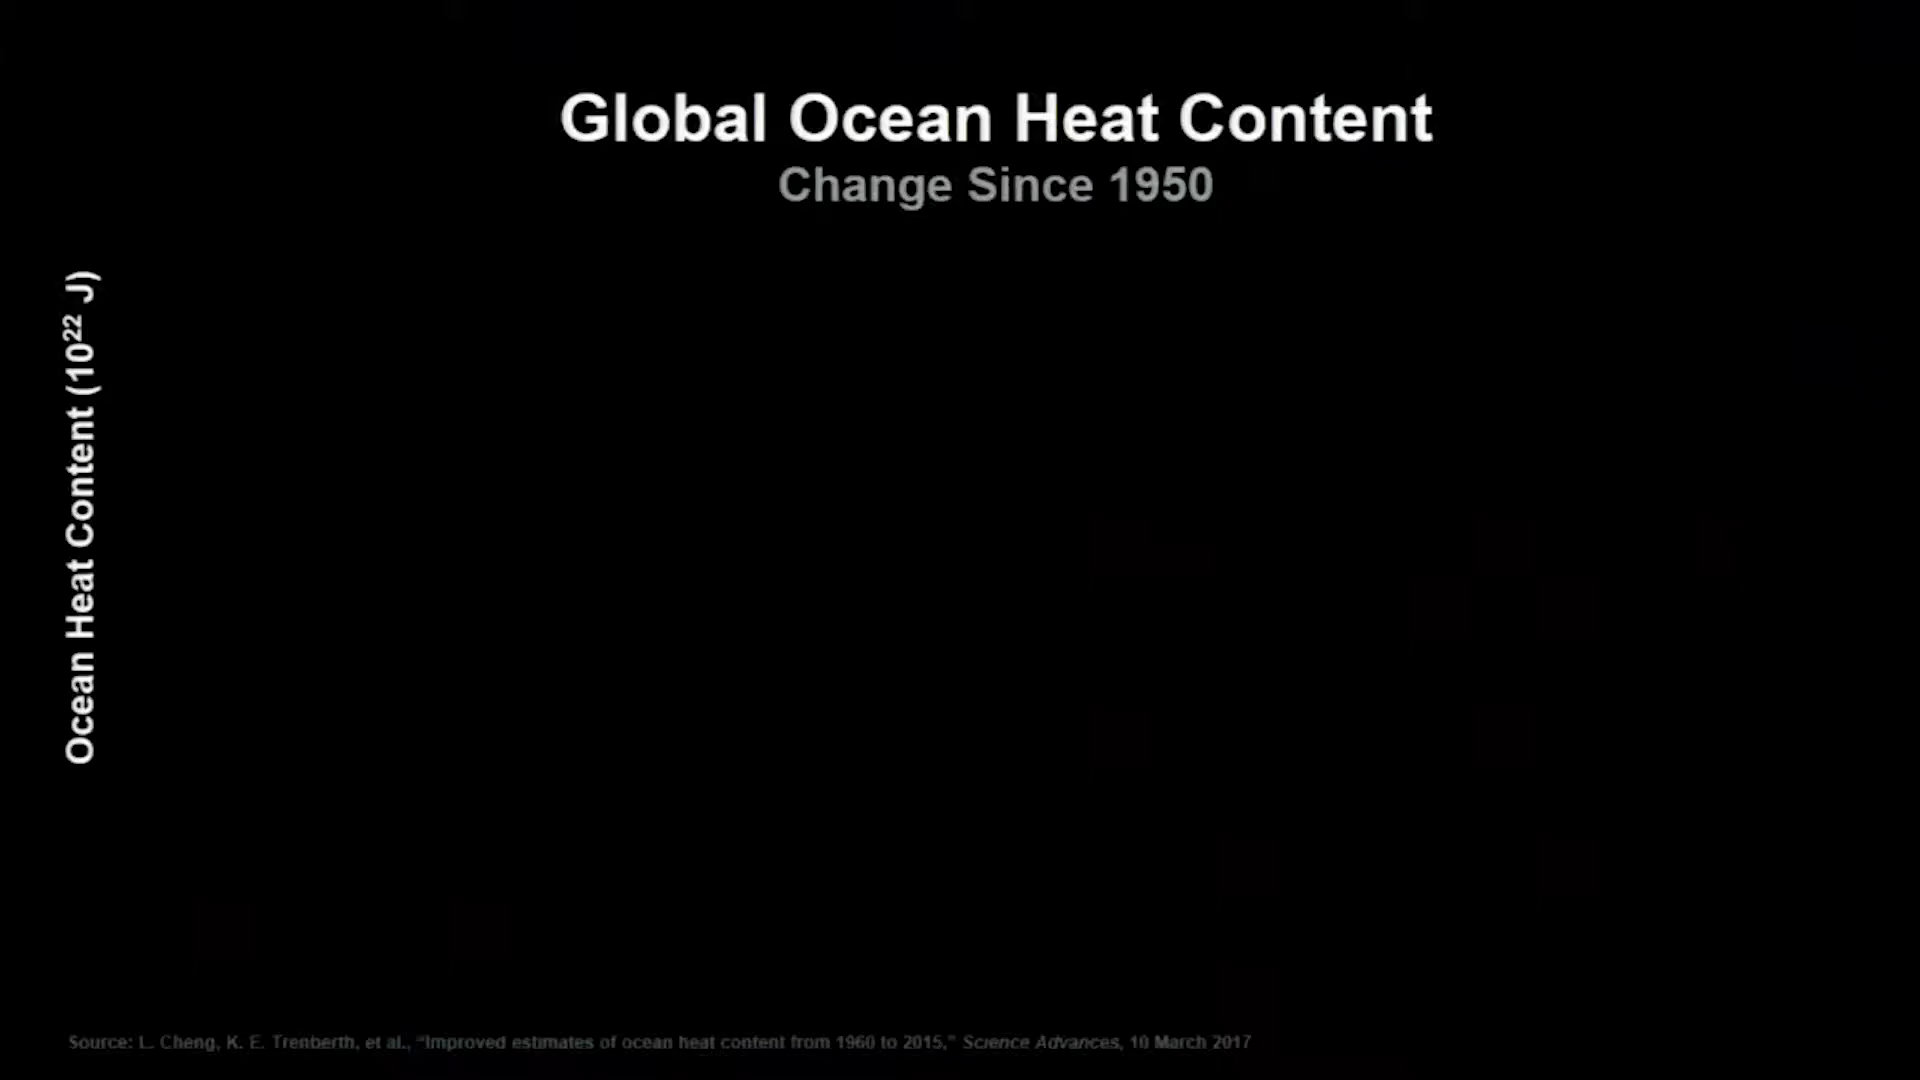 Global Ocean Heat Content
Change Since 1950
Ocean Heat Content (10²² J)
Source: L. Cheng, K. E. Trenberth, et al., "Improved estimates of ocean heat content from 1960 to 2015," Science Advances, 10 March 2017